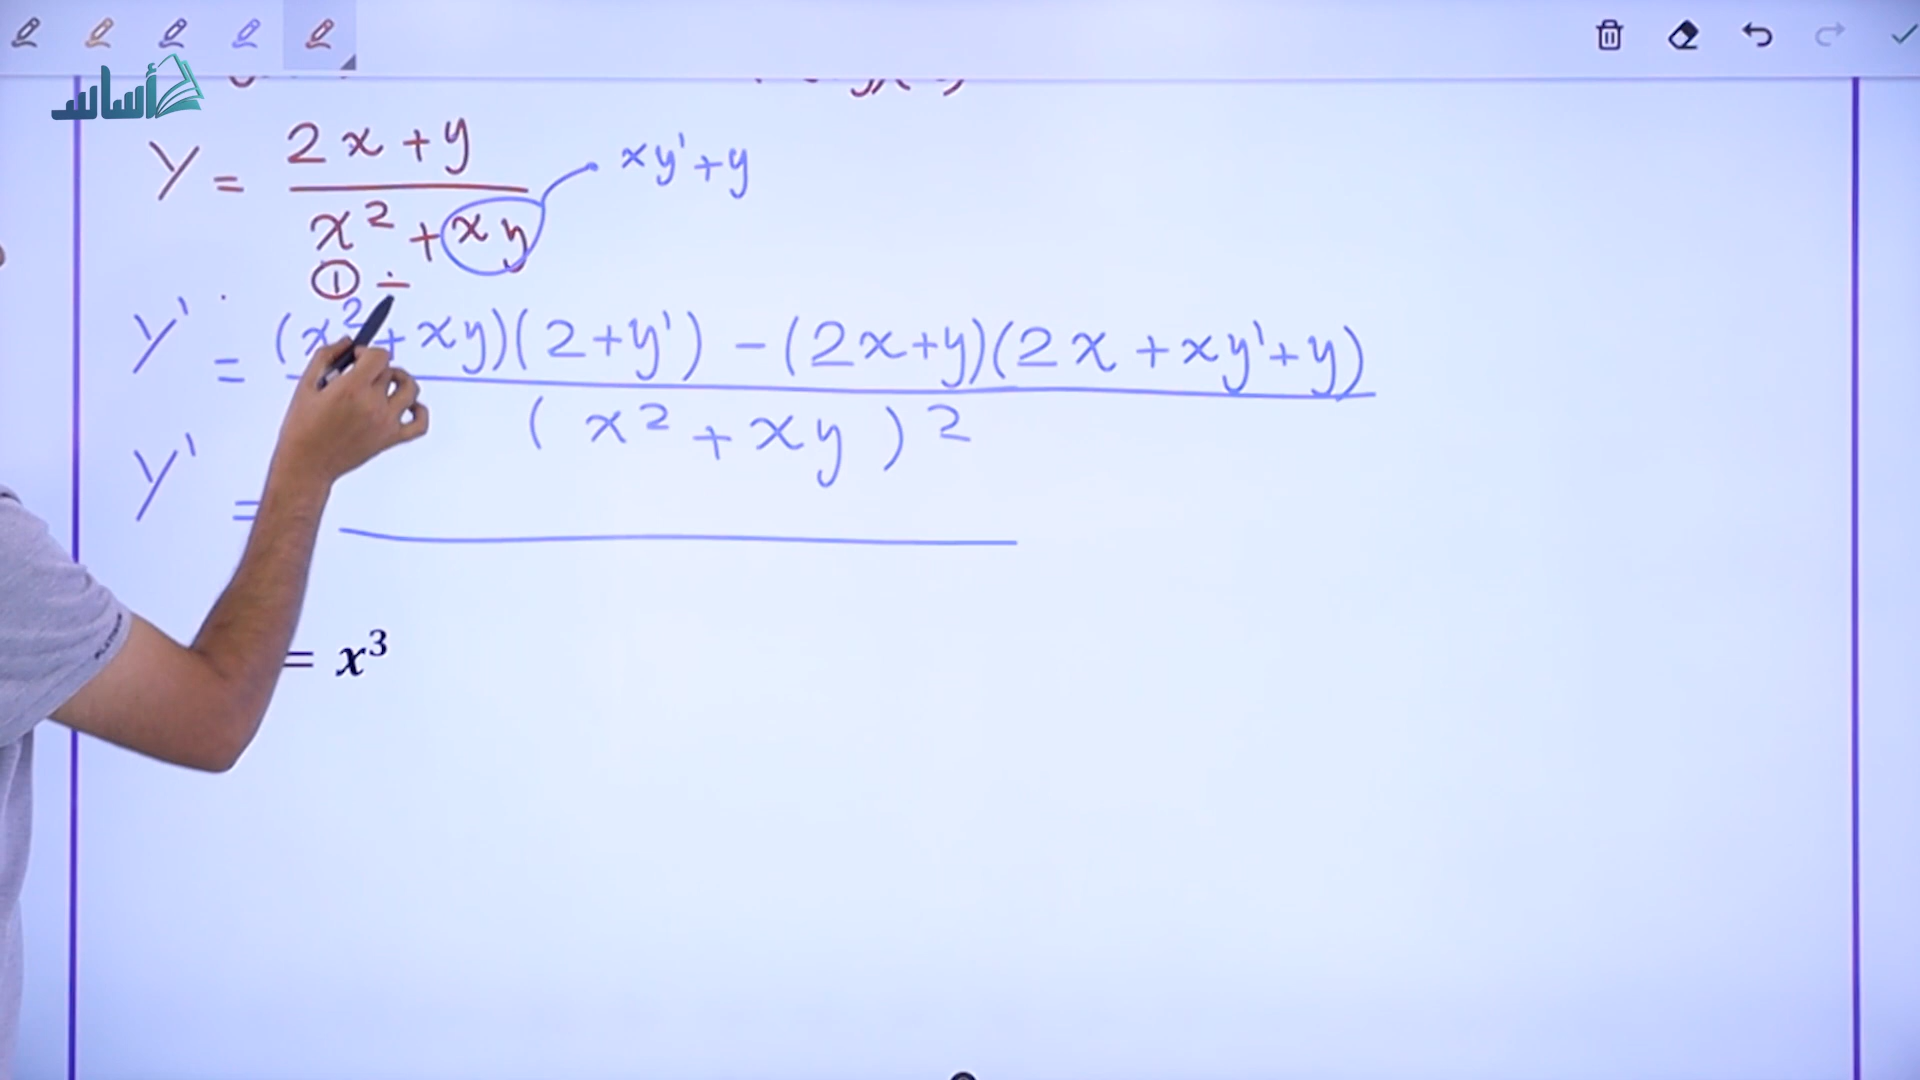 أساس
y = (2x + y) / (x² + xy)
xy' + y
① ÷
y' = ((x² + xy)(2 + y') - (2x + y)(2x + xy' + y)) / (x² + xy)²
y' =
= x³